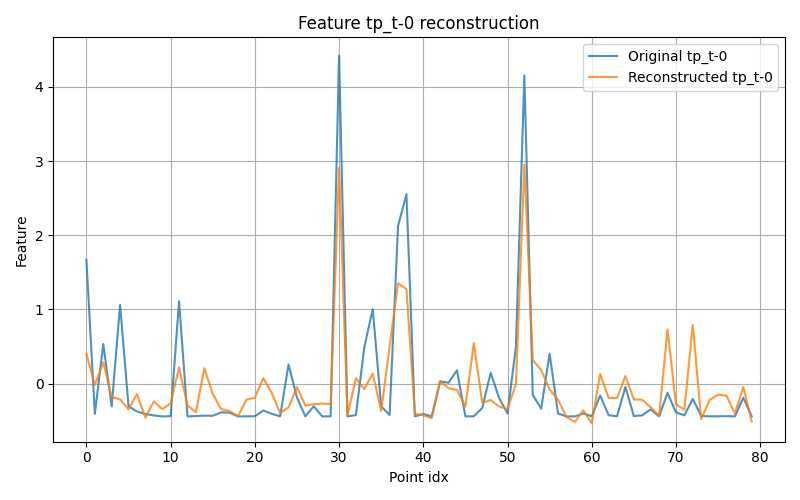 Feature tp_t-0 reconstruction
Original tp_t-0
Reconstructed tp_t-0
Feature
4
3
2
1
0
0 10 20 30 40 50 60 70 80
Point idx